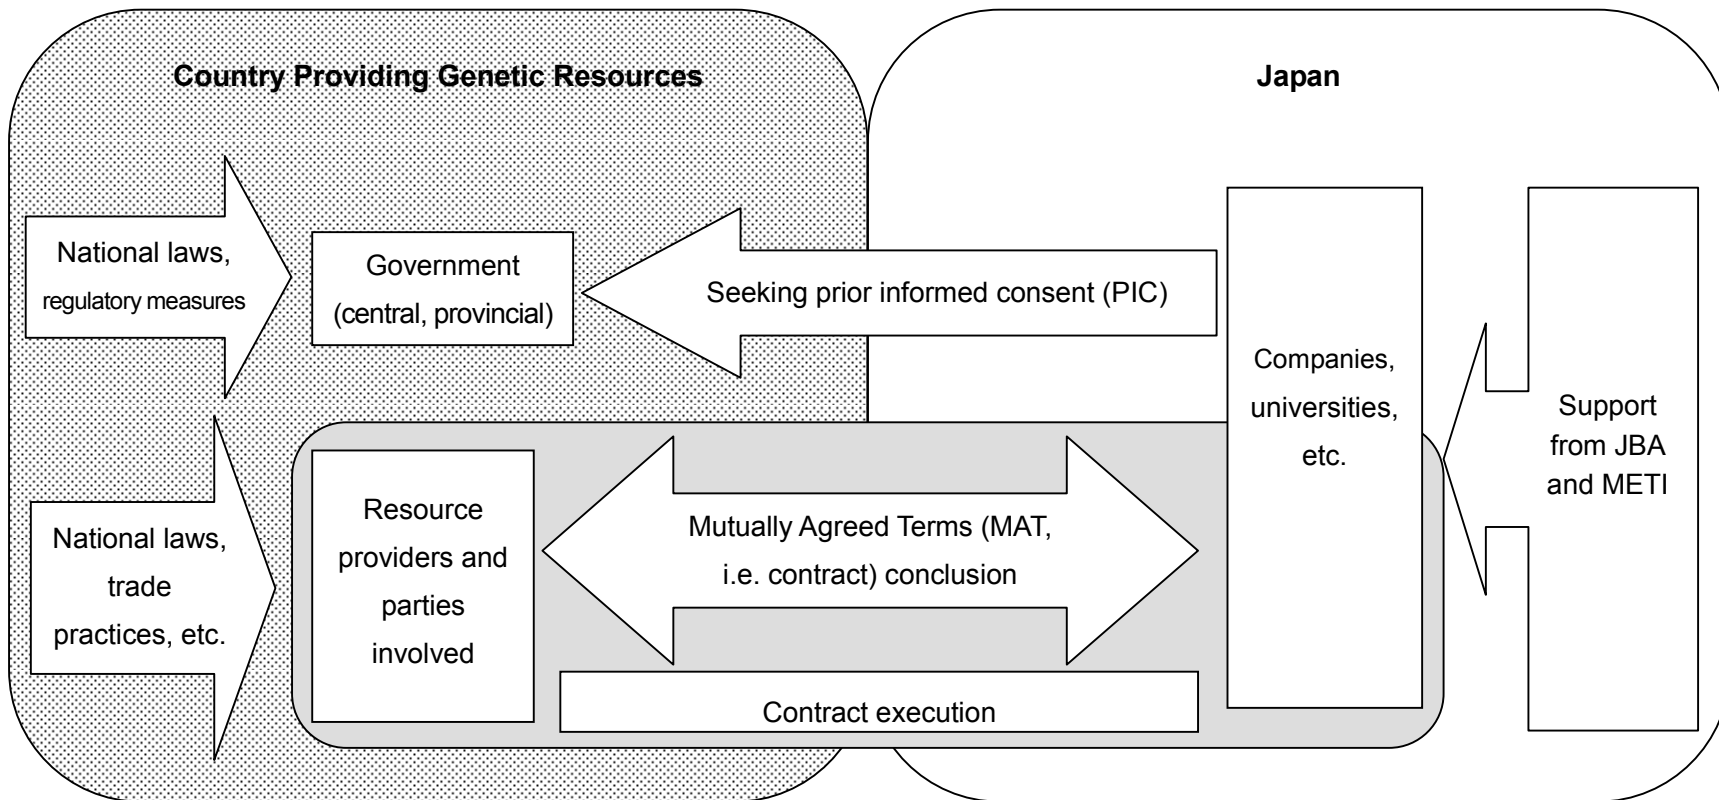 Country Providing Genetic Resources
Japan
National laws,
regulatory measures
Government
(central, provincial)
Seeking prior informed consent (PIC)
Companies,
universities,
etc.
Support
from JBA
and METI
National laws,
trade
practices, etc.
Resource
providers and
parties
involved
Mutually Agreed Terms (MAT,
i.e. contract) conclusion
Contract execution